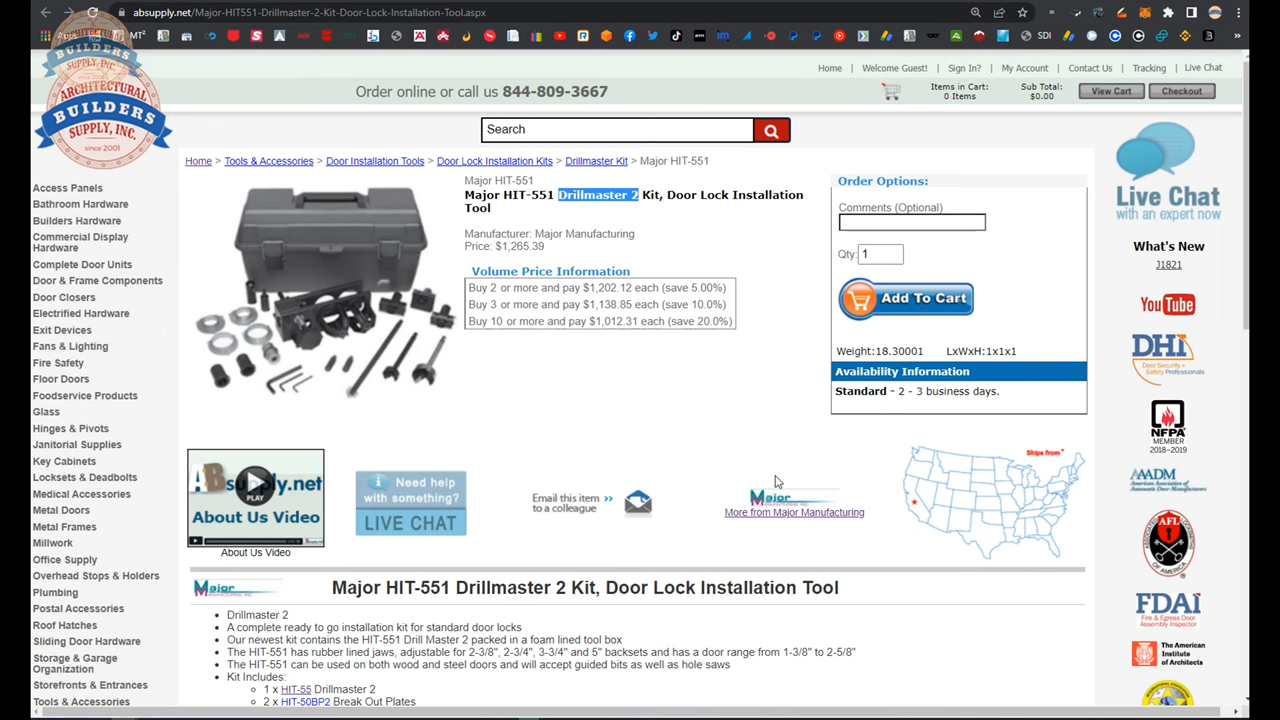 absupply.net/Major-HIT551-Drillmaster-2-Kit-Door-Lock-Installation-Tool.aspx
SDI
ARCHITECTURAL
BUILDERS
SUPPLY, INC.
since 2001
Home | Welcome Guest! | Sign In? | My Account | Contact Us | Tracking | Live Chat
Order online or call us 844-809-3667
Items in Cart:
0 Items
Sub Total:
$0.00
View Cart
Checkout
Search
Home > Tools & Accessories > Door Installation Tools > Door Lock Installation Kits > Drillmaster Kit > Major HIT-551
Access Panels
Bathroom Hardware
Builders Hardware
Commercial Display
Hardware
Complete Door Units
Door & Frame Components
Door Closers
Electrified Hardware
Exit Devices
Fans & Lighting
Fire Safety
Floor Doors
Foodservice Products
Glass
Hinges & Pivots
Janitorial Supplies
Key Cabinets
Locksets & Deadbolts
Medical Accessories
Metal Doors
Metal Frames
Millwork
Office Supply
Overhead Stops & Holders
Plumbing
Postal Accessories
Roof Hatches
Sliding Door Hardware
Storage & Garage
Organization
Storefronts & Entrances
Tools & Accessories
Major HIT-551
Major HIT-551 Drillmaster 2 Kit, Door Lock Installation
Tool
Manufacturer: Major Manufacturing
Price: $1,265.39
Volume Price Information
Buy 2 or more and pay $1,202.12 each (save 5.00%)
Buy 3 or more and pay $1,138.85 each (save 10.0%)
Buy 10 or more and pay $1,012.31 each (save 20.0%)
Order Options:
Comments (Optional)
Qty: 1
Add To Cart
Weight:18.30001 LxWxH:1x1x1
Availability Information
Standard - 2 - 3 business days.
Live Chat
with an expert now
What's New
J1821
YouTube
DHI
Door Security +
Safety Professionals
NFPA
MEMBER
2018–2019
AADM
AFL
FDAI
Fire & Egress Door
Assembly Inspector
The American
Institute of
Architects
ABsupply.net
PLAY
About Us Video
About Us Video
Need help
with something?
LIVE CHAT
Email this item >>
to a colleague
Major
More from Major Manufacturing
Ships from*
Major
Major HIT-551 Drillmaster 2 Kit, Door Lock Installation Tool
Drillmaster 2
A complete ready to go installation kit for standard door locks
Our newest kit contains the HIT-551 Drill Master 2 packed in a foam lined tool box
The HIT-551 has rubber lined jaws, adjustable for 2-3/8", 2-3/4", 3-3/4" and 5" backsets and has a door range from 1-3/8" to 2-5/8"
The HIT-551 can be used on both wood and steel doors and will accept guided bits as well as hole saws
Kit Includes:
1 x HIT-55 Drillmaster 2
2 x HIT-50BP2 Break Out Plates